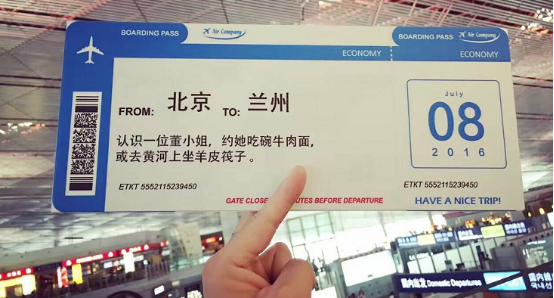 BOARDING PASS
Air Company
BOARDING PASS
Air Company
ECONOMY
ECONOMY
FROM: 北京 TO: 兰州
认识一位董小姐，约她吃碗牛肉面，
或去黄河上坐羊皮筏子。
July
08
2016
ETKT 5552115239450
ETKT 5552115239450
GATE CLOSE UTES BEFORE DEPARTURE
HAVE A NICE TRIP!
Domestic Departures